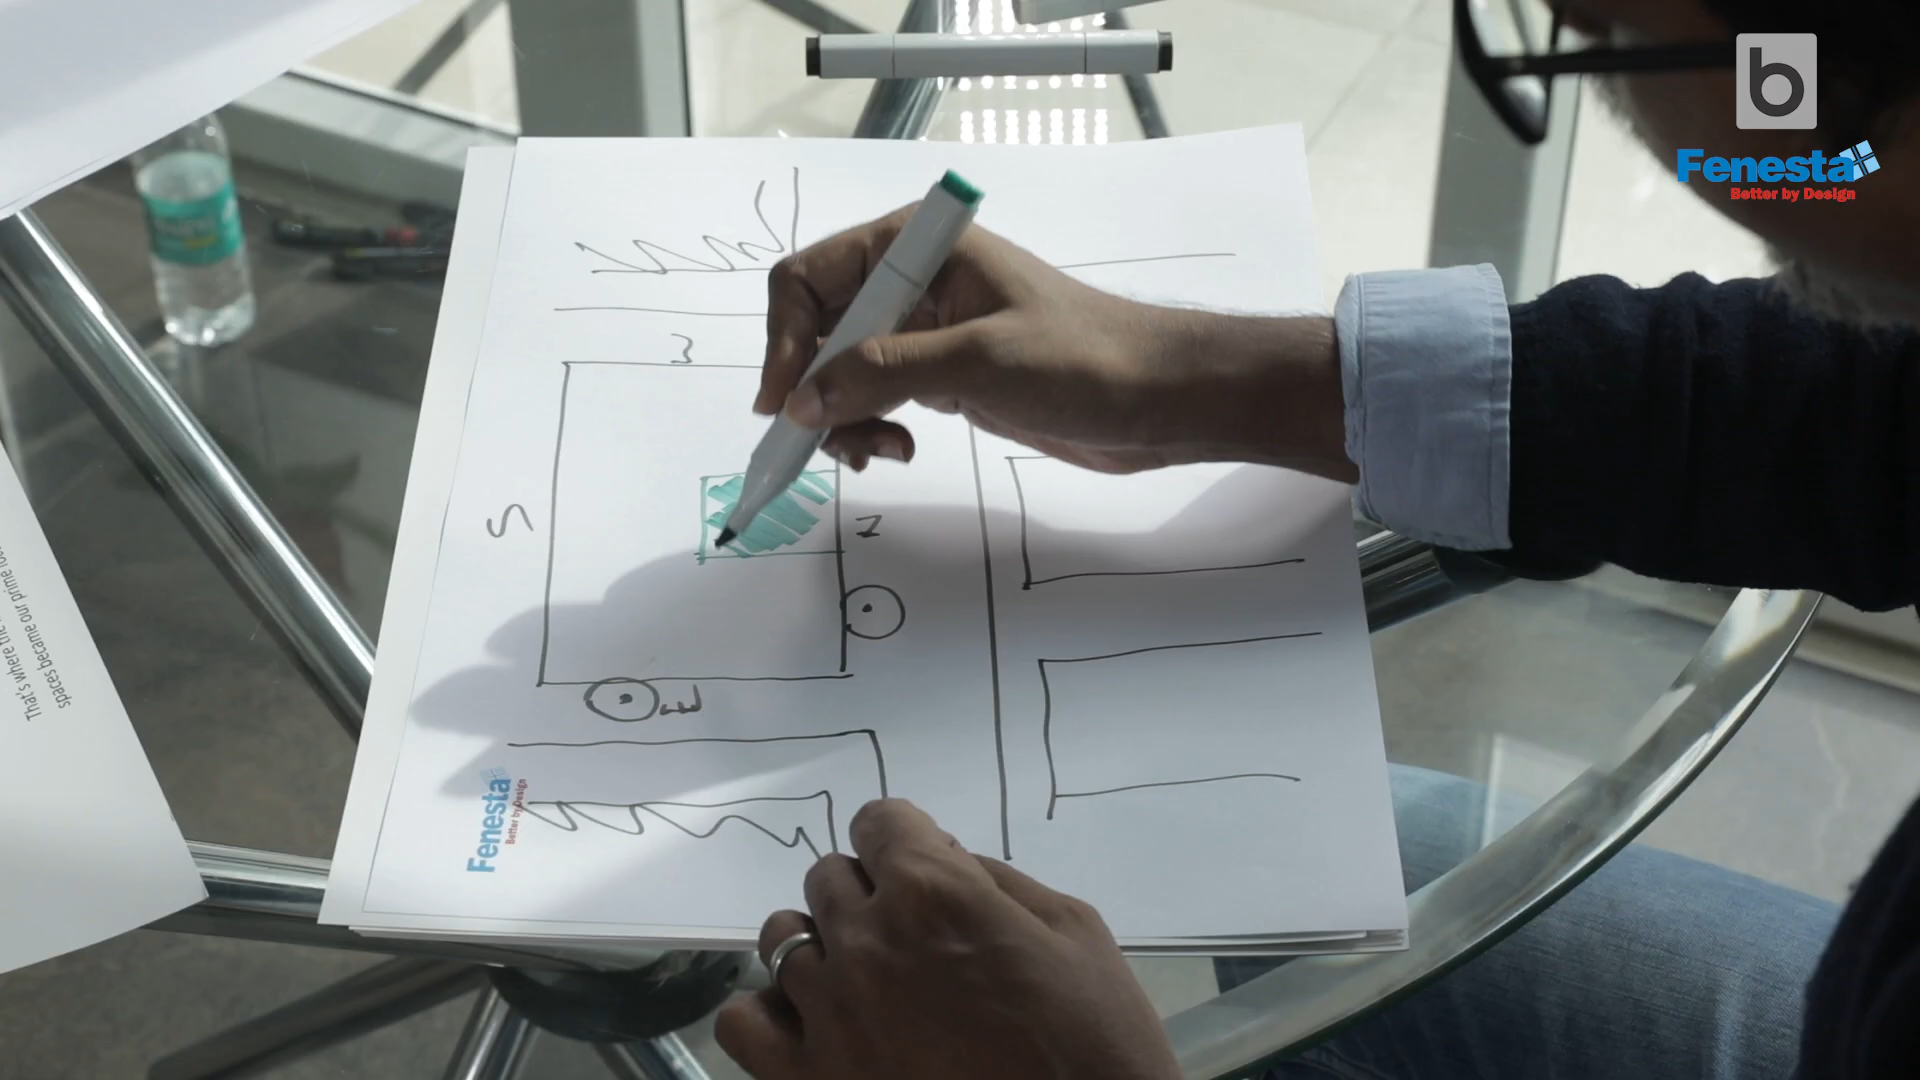 b
Fenesta
Better by Design
W
S
N
E
Fenesta
Better by Design
That's where the
spaces became our prime